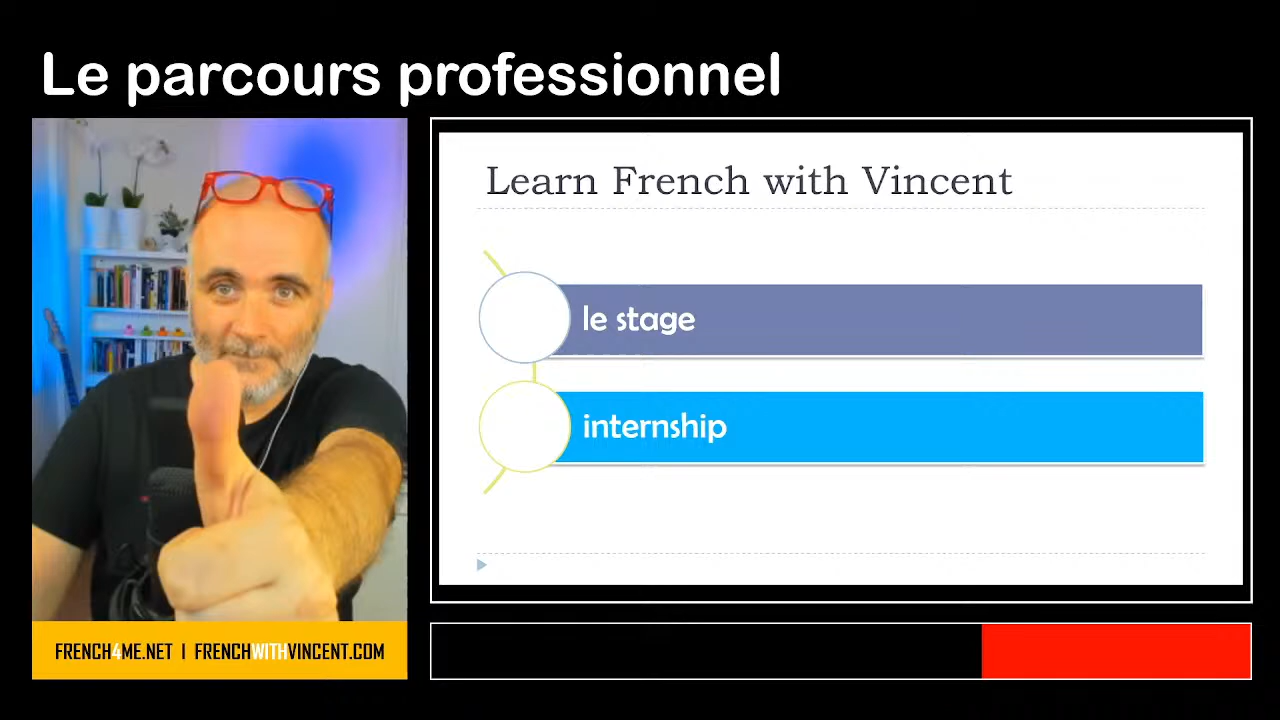 Le parcours professionnel
Learn French with Vincent
le stage
internship
FRENCH4ME.NET I FRENCHWITHVINCENT.COM